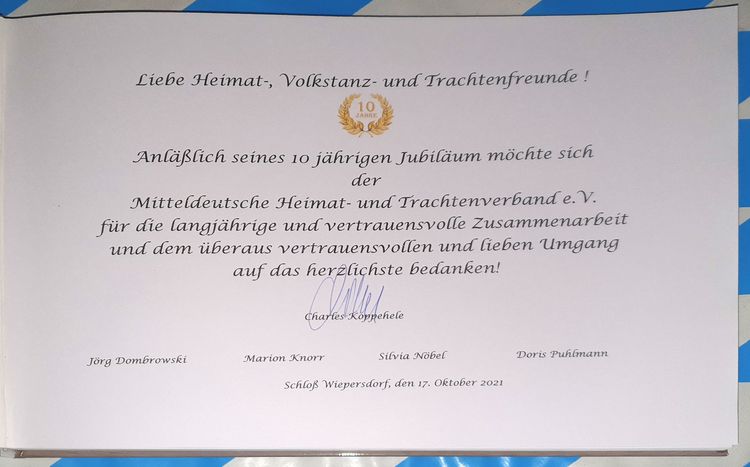 Liebe Heimat-, Volkstanz- und Trachtenfreunde !
10
JAHRE
Anläßlich seines 10 jährigen Jubiläum möchte sich
der
Mitteldeutsche Heimat- und Trachtenverband e.V.
für die langjährige und vertrauensvolle Zusammenarbeit
und dem überaus vertrauensvollen und lieben Umgang
auf das herzlichste bedanken!
Charles Koppehele
Jörg Dombrowski Marion Knorr Silvia Nöbel Doris Puhlmann
Schloß Wiepersdorf, den 17. Oktober 2021